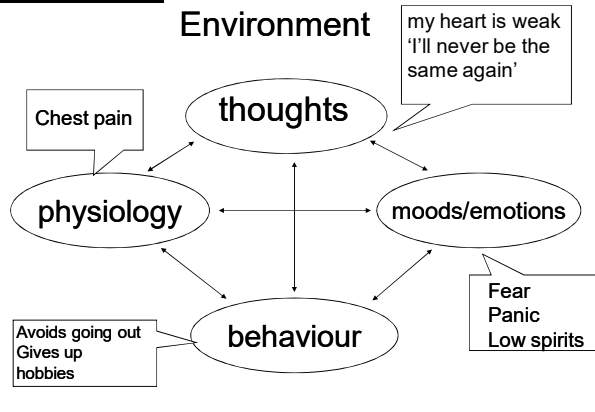 Environment
my heart is weak
‘I’ll never be the
same again’
Chest pain
thoughts
physiology
moods/emotions
Fear
Panic
Low spirits
behaviour
Avoids going out
Gives up
hobbies